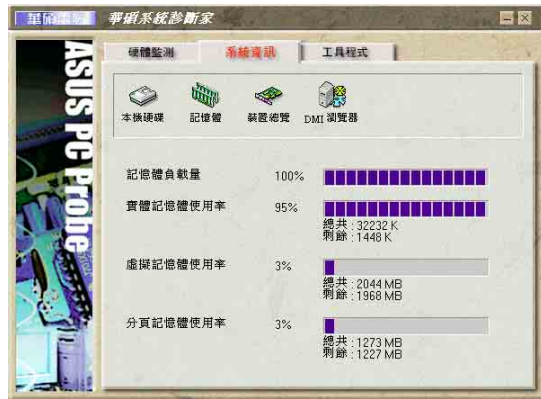 華碩系統診斷家
ASUS PC Probe
硬體監測
系統資訊
工具程式
本機硬碟
記憶體
裝置總覽
DMI 瀏覽器
記憶體負載量 100%
實體記憶體使用率 95%
總共 : 32232 K
剩餘 : 1448 K
虛擬記憶體使用率 3%
總共 : 2044 MB
剩餘 : 1968 MB
分頁記憶體使用率 3%
總共 : 1273 MB
剩餘 : 1227 MB